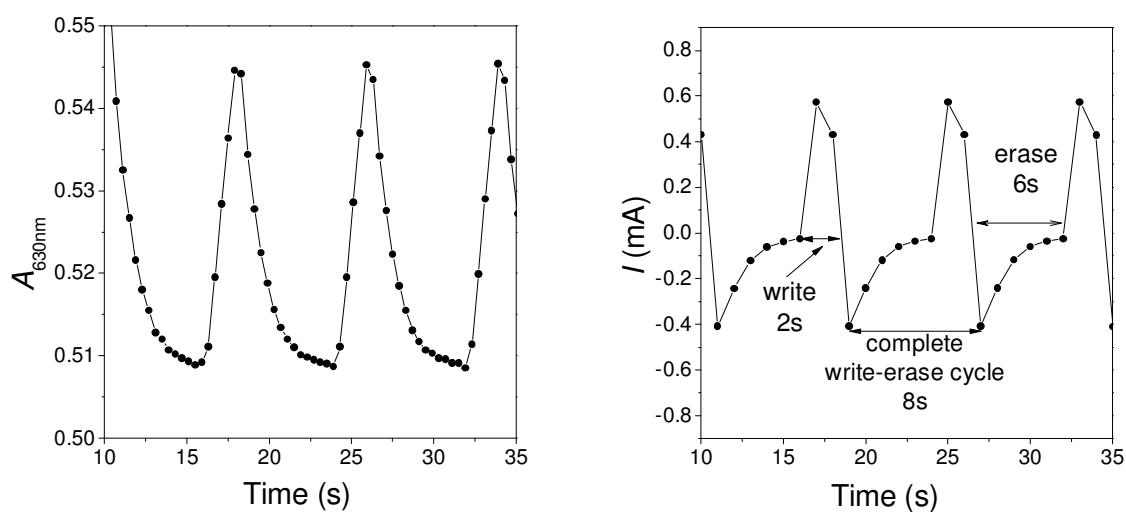 0.55
0.54
0.53
0.52
0.51
0.50
A630nm
10 15 20 25 30 35
Time (s)
0.8
0.6
0.4
0.2
0.0
-0.2
-0.4
-0.6
-0.8
I (mA)
erase
6s
write
2s
complete
write-erase cycle
8s
10 15 20 25 30 35
Time (s)